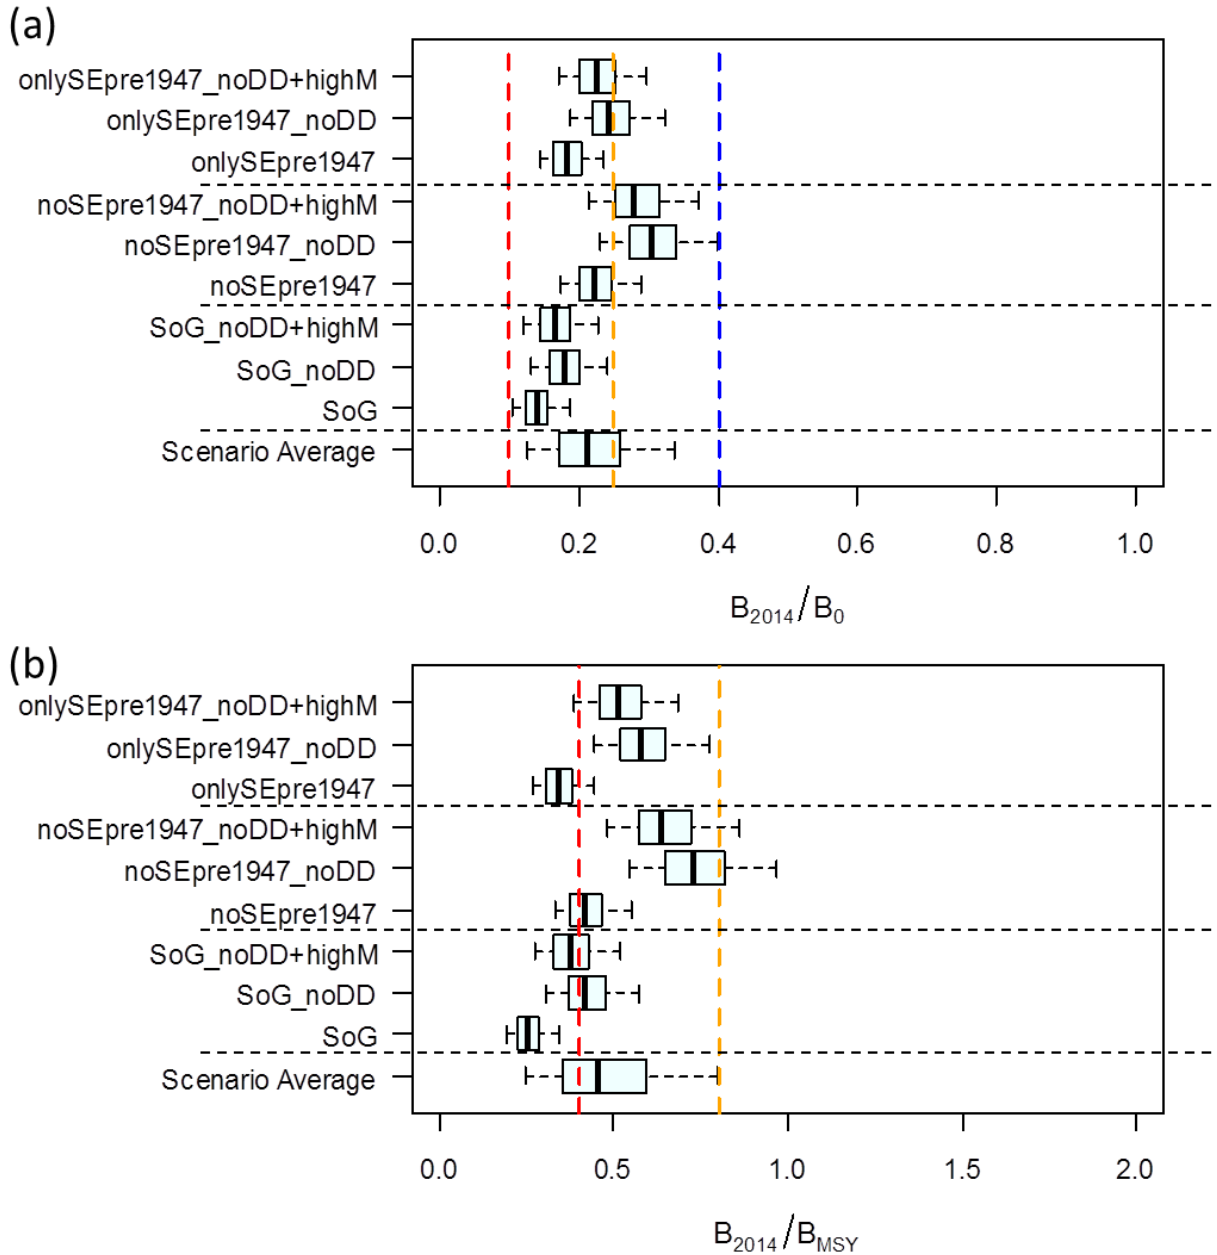 (a)
onlySEpre1947_noDD+highM
onlySEpre1947_noDD
onlySEpre1947
noSEpre1947_noDD+highM
noSEpre1947_noDD
noSEpre1947
SoG_noDD+highM
SoG_noDD
SoG
Scenario Average
0.0 0.2 0.4 0.6 0.8 1.0
B2014/B0
(b)
onlySEpre1947_noDD+highM
onlySEpre1947_noDD
onlySEpre1947
noSEpre1947_noDD+highM
noSEpre1947_noDD
noSEpre1947
SoG_noDD+highM
SoG_noDD
SoG
Scenario Average
0.0 0.5 1.0 1.5 2.0
B2014/BMSY